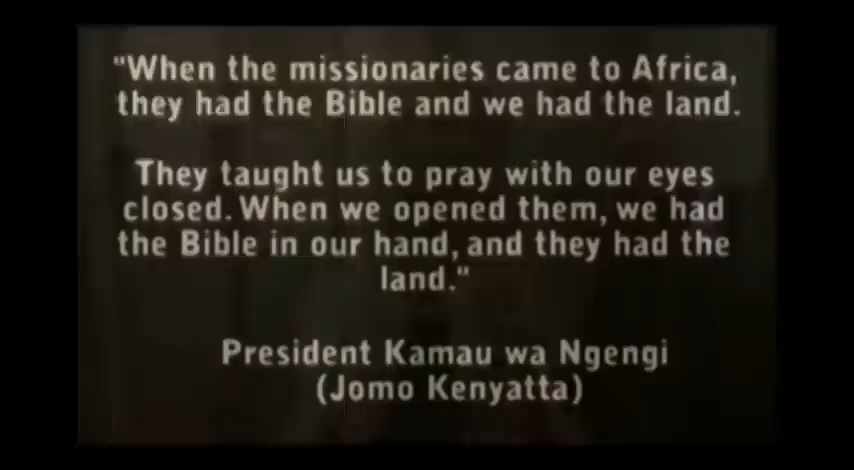 "When the missionaries came to Africa,
they had the Bible and we had the land.
They taught us to pray with our eyes
closed. When we opened them, we had
the Bible in our hand, and they had the
land."
President Kamau wa Ngengi
(Jomo Kenyatta)